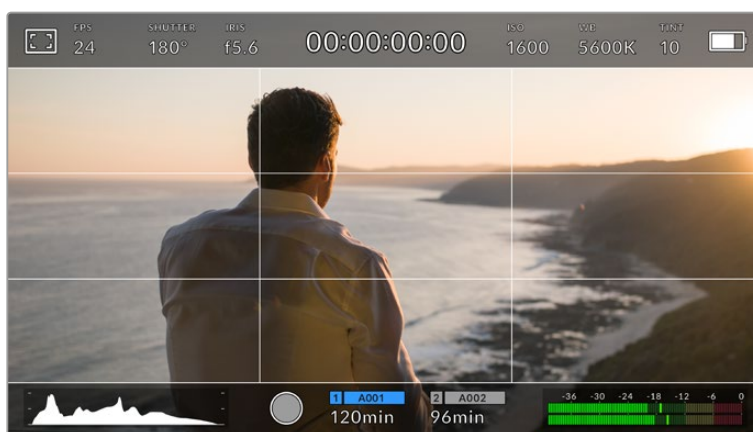 FPS SHUTTER IRIS ISO WB TINT
24 180° f5.6 00:00:00:00 1600 5600K 10
1 A001 2 A002
120min 96min
-36 -30 -24 -18 -12 -6 0